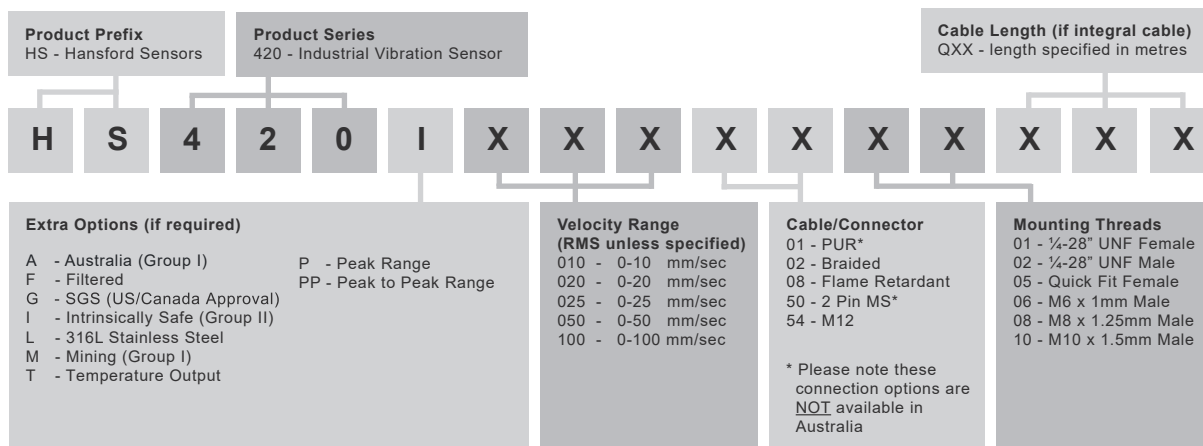 Product Prefix
HS - Hansford Sensors
Product Series
420 - Industrial Vibration Sensor
Cable Length (if integral cable)
QXX - length specified in metres
H S 4 2 0 I X X X X X X X X X X
Extra Options (if required)
A - Australia (Group I)
F - Filtered
G - SGS (US/Canada Approval)
I - Intrinsically Safe (Group II)
L - 316L Stainless Steel
M - Mining (Group I)
T - Temperature Output
P - Peak Range
PP - Peak to Peak Range
Velocity Range
(RMS unless specified)
010 - 0-10 mm/sec
020 - 0-20 mm/sec
025 - 0-25 mm/sec
050 - 0-50 mm/sec
100 - 0-100 mm/sec
Cable/Connector
01 - PUR*
02 - Braided
08 - Flame Retardant
50 - 2 Pin MS*
54 - M12
* Please note these
connection options are
NOT available in
Australia
Mounting Threads
01 - ¼-28” UNF Female
02 - ¼-28” UNF Male
05 - Quick Fit Female
06 - M6 x 1mm Male
08 - M8 x 1.25mm Male
10 - M10 x 1.5mm Male